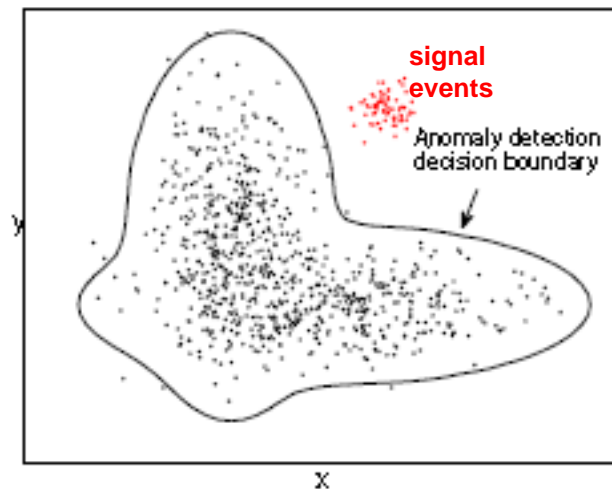 signal
events
Anomaly detection
decision boundary
y
X